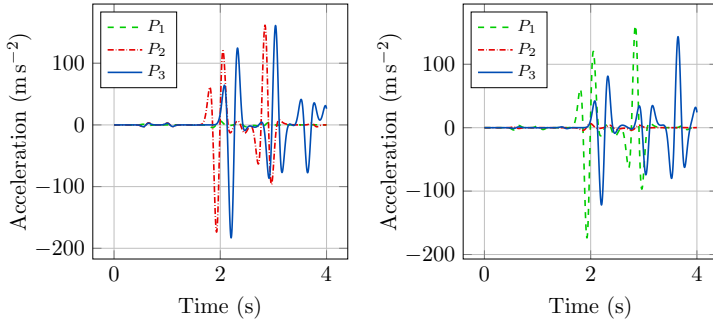 P₁
P₂
P₃
100
0
−100
−200
0
2
4
Time (s)
Acceleration (m s⁻²)
P₁
P₂
P₃
100
0
−100
−200
0
2
4
Time (s)
Acceleration (m s⁻²)